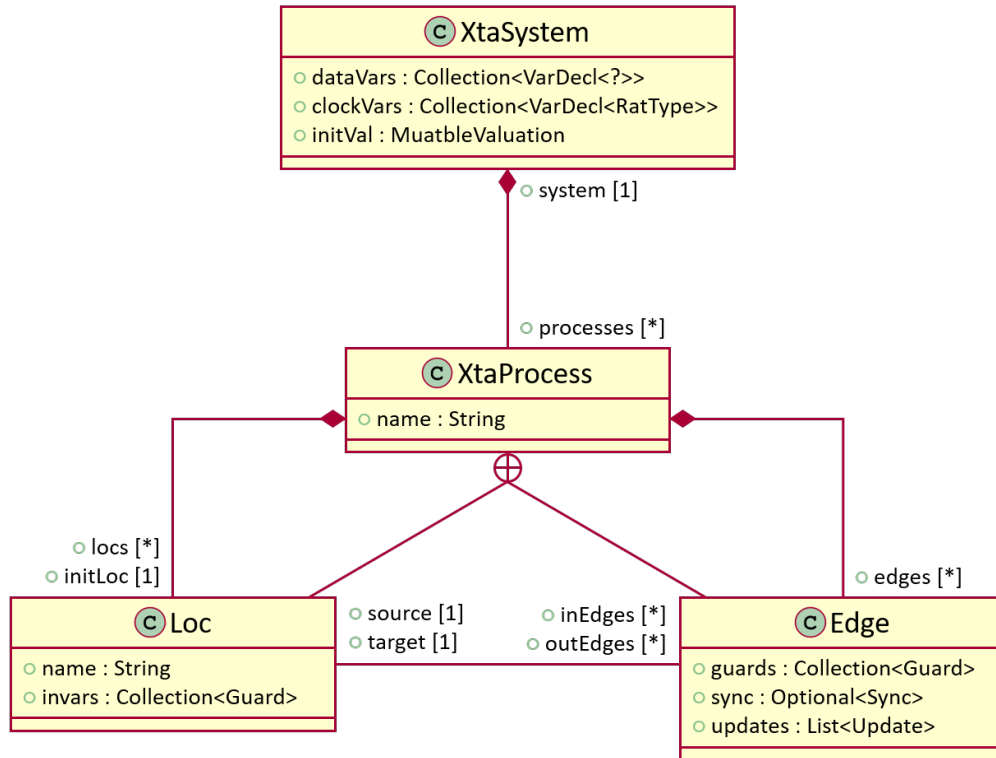 C XtaSystem
dataVars : Collection<VarDecl<?>>
clockVars : Collection<VarDecl<RatType>>
initVal : MuatbleValuation
system [1]
processes [*]
C XtaProcess
name : String
locs [*]
initLoc [1]
edges [*]
source [1]
target [1]
inEdges [*]
outEdges [*]
C Loc
name : String
invars : Collection<Guard>
C Edge
guards : Collection<Guard>
sync : Optional<Sync>
updates : List<Update>